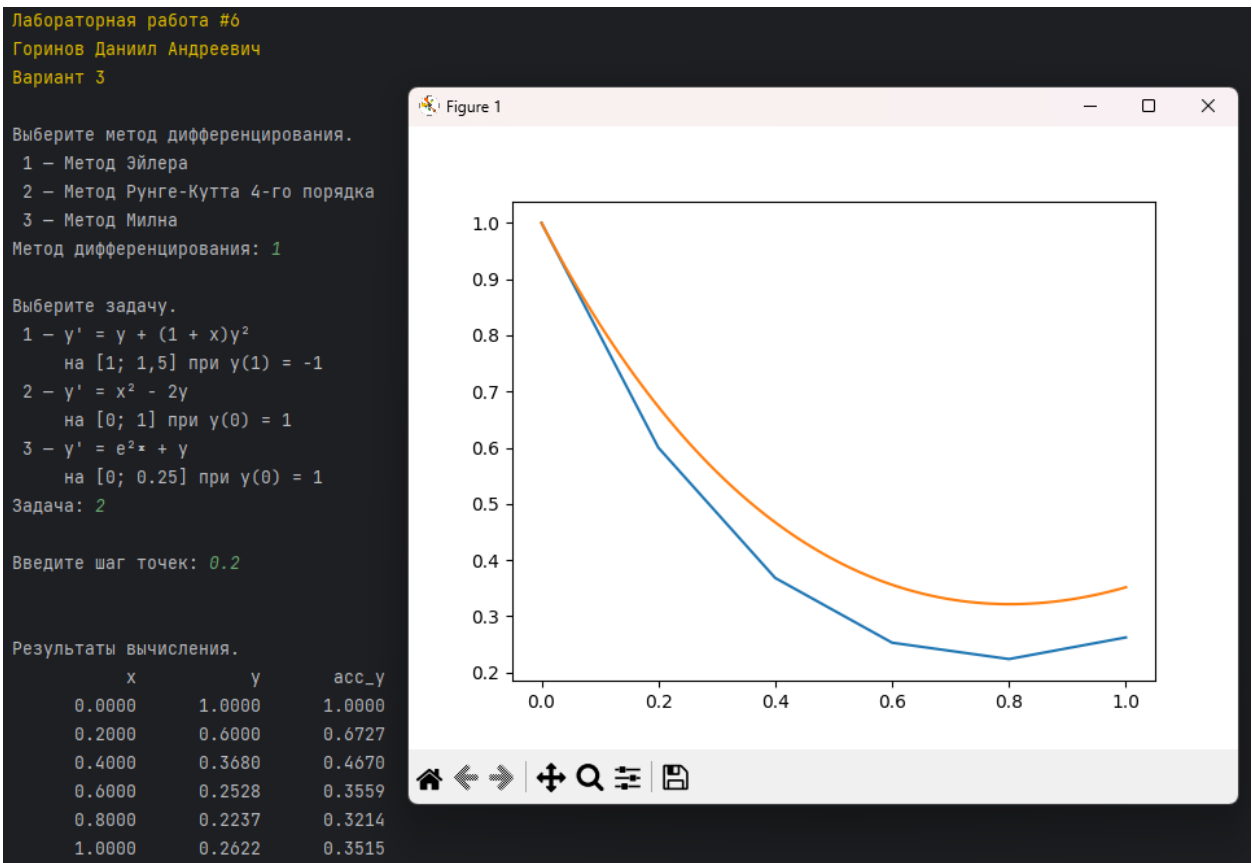 Лабораторная работа #6
Горинов Даниил Андреевич
Вариант 3
Выберите метод дифференцирования.
1 – Метод Эйлера
2 – Метод Рунге-Кутта 4-го порядка
3 – Метод Милна
Метод дифференцирования: 1
Выберите задачу.
1 – y' = y + (1 + x)y²
на [1; 1,5] при y(1) = -1
2 – y' = x² - 2y
на [0; 1] при y(0) = 1
3 – y' = e²ˣ + y
на [0; 0.25] при y(0) = 1
Задача: 2
Введите шаг точек: 0.2
Результаты вычисления.
x y acc_y
0.0000 1.0000 1.0000
0.2000 0.6000 0.6727
0.4000 0.3680 0.4670
0.6000 0.2528 0.3559
0.8000 0.2237 0.3214
1.0000 0.2622 0.3515
Figure 1
1.0
0.9
0.8
0.7
0.6
0.5
0.4
0.3
0.2
0.0 0.2 0.4 0.6 0.8 1.0